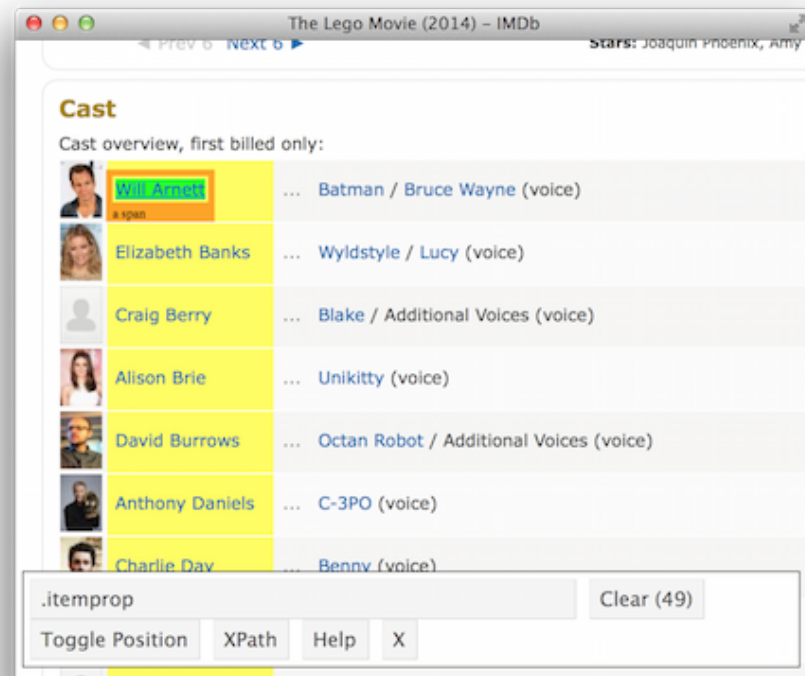 The Lego Movie (2014) – IMDb
◀ Prev 6 Next 6 ▶ Stars: Joaquin Phoenix, Amy
Cast
Cast overview, first billed only:
Will Arnett ... Batman / Bruce Wayne (voice)
a span
Elizabeth Banks ... Wyldstyle / Lucy (voice)
Craig Berry ... Blake / Additional Voices (voice)
Alison Brie ... Unikitty (voice)
David Burrows ... Octan Robot / Additional Voices (voice)
Anthony Daniels ... C-3PO (voice)
Charlie Day ... Benny (voice)
.itemprop Clear (49)
Toggle Position XPath Help X